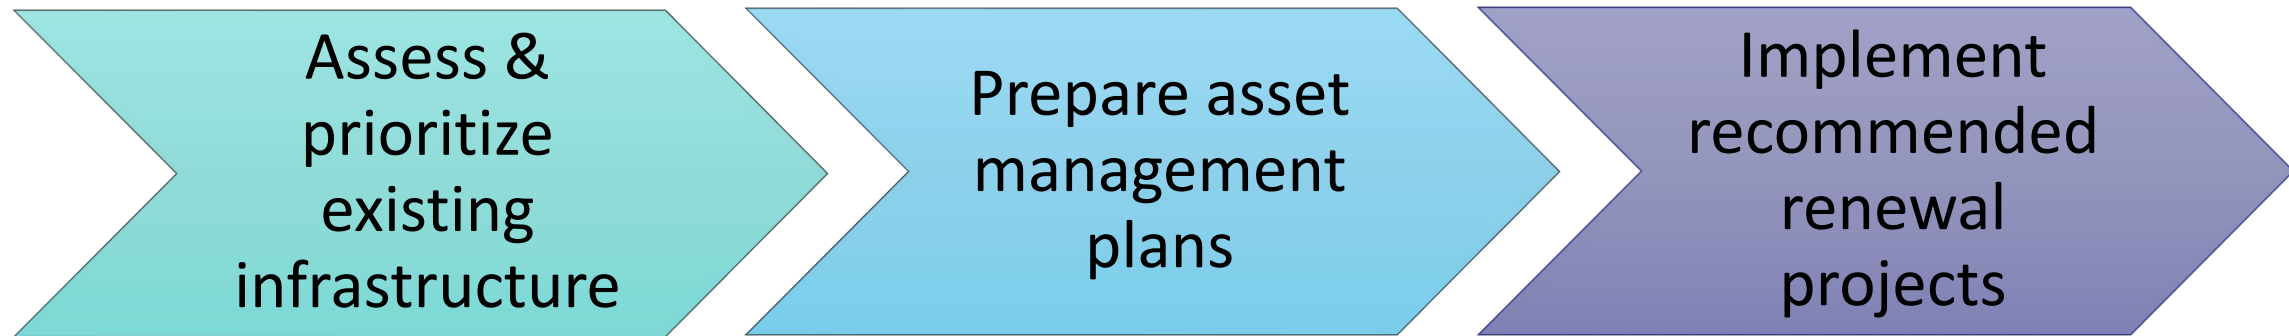 Assess &
prioritize
existing
infrastructure
Prepare asset
management
plans
Implement
recommended
renewal
projects